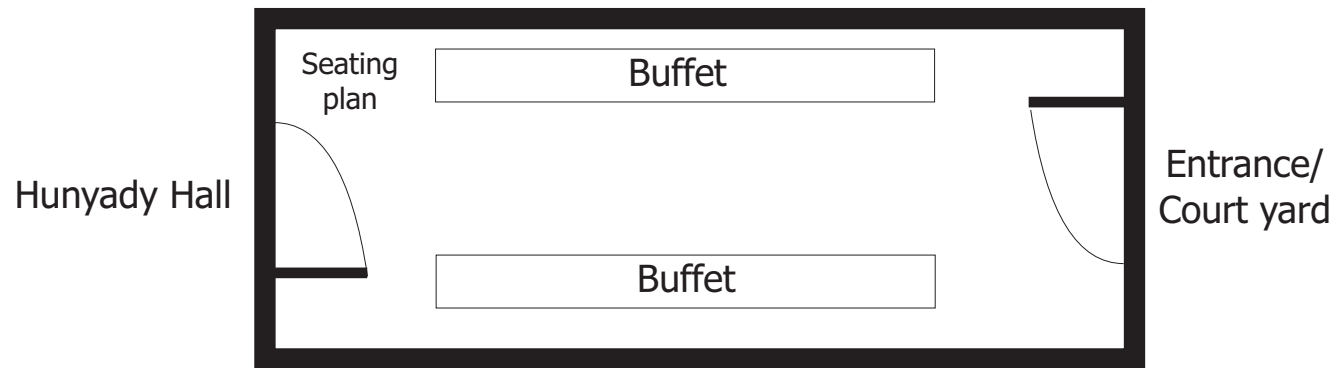 Seating
plan
Buffet
Hunyady Hall
Entrance/
Court yard
Buffet